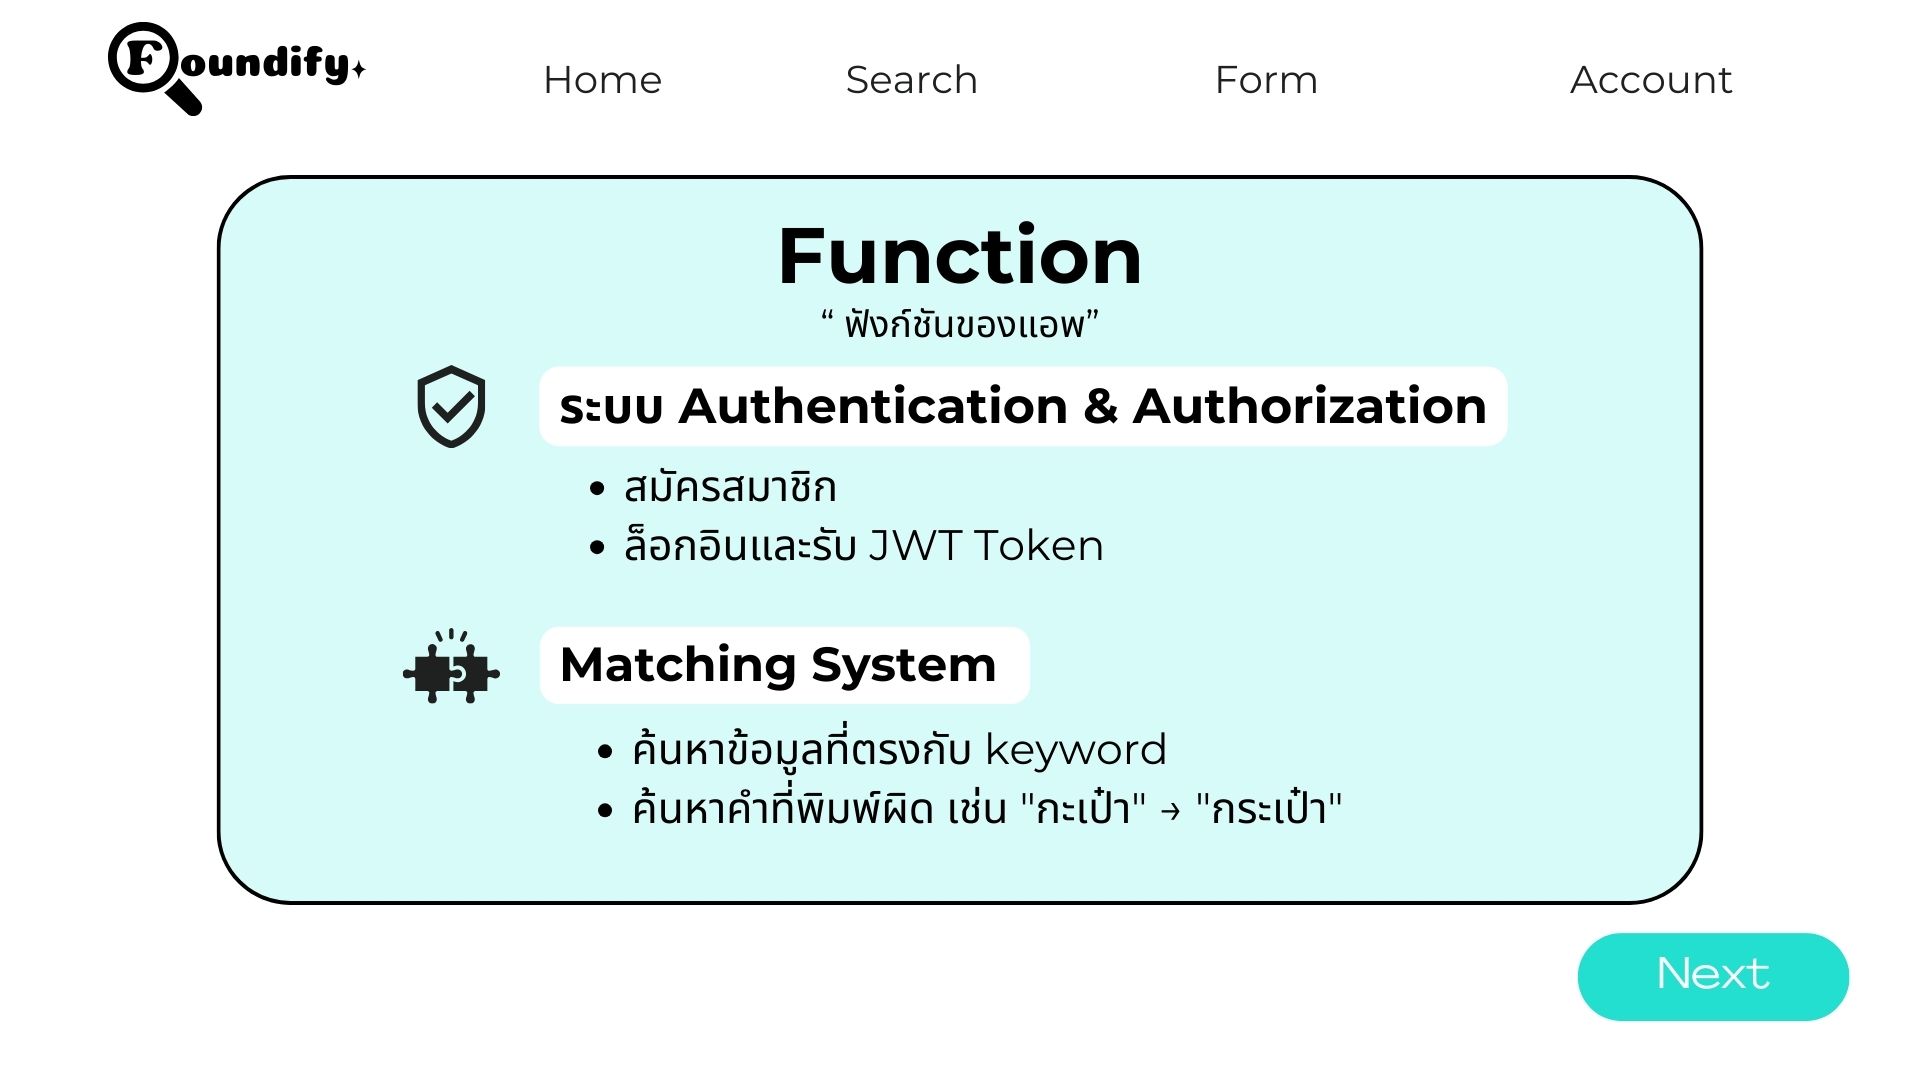 Foundify
Home Search Form Account
Function
“ ฟังก์ชันของแอพ”
ระบบ Authentication & Authorization
• สมัครสมาชิก
• ล็อกอินและรับ JWT Token
Matching System
• ค้นหาข้อมูลที่ตรงกับ keyword
• ค้นหาคำที่พิมพ์ผิด เช่น "กะเป๋า" → "กระเป๋า"
Next